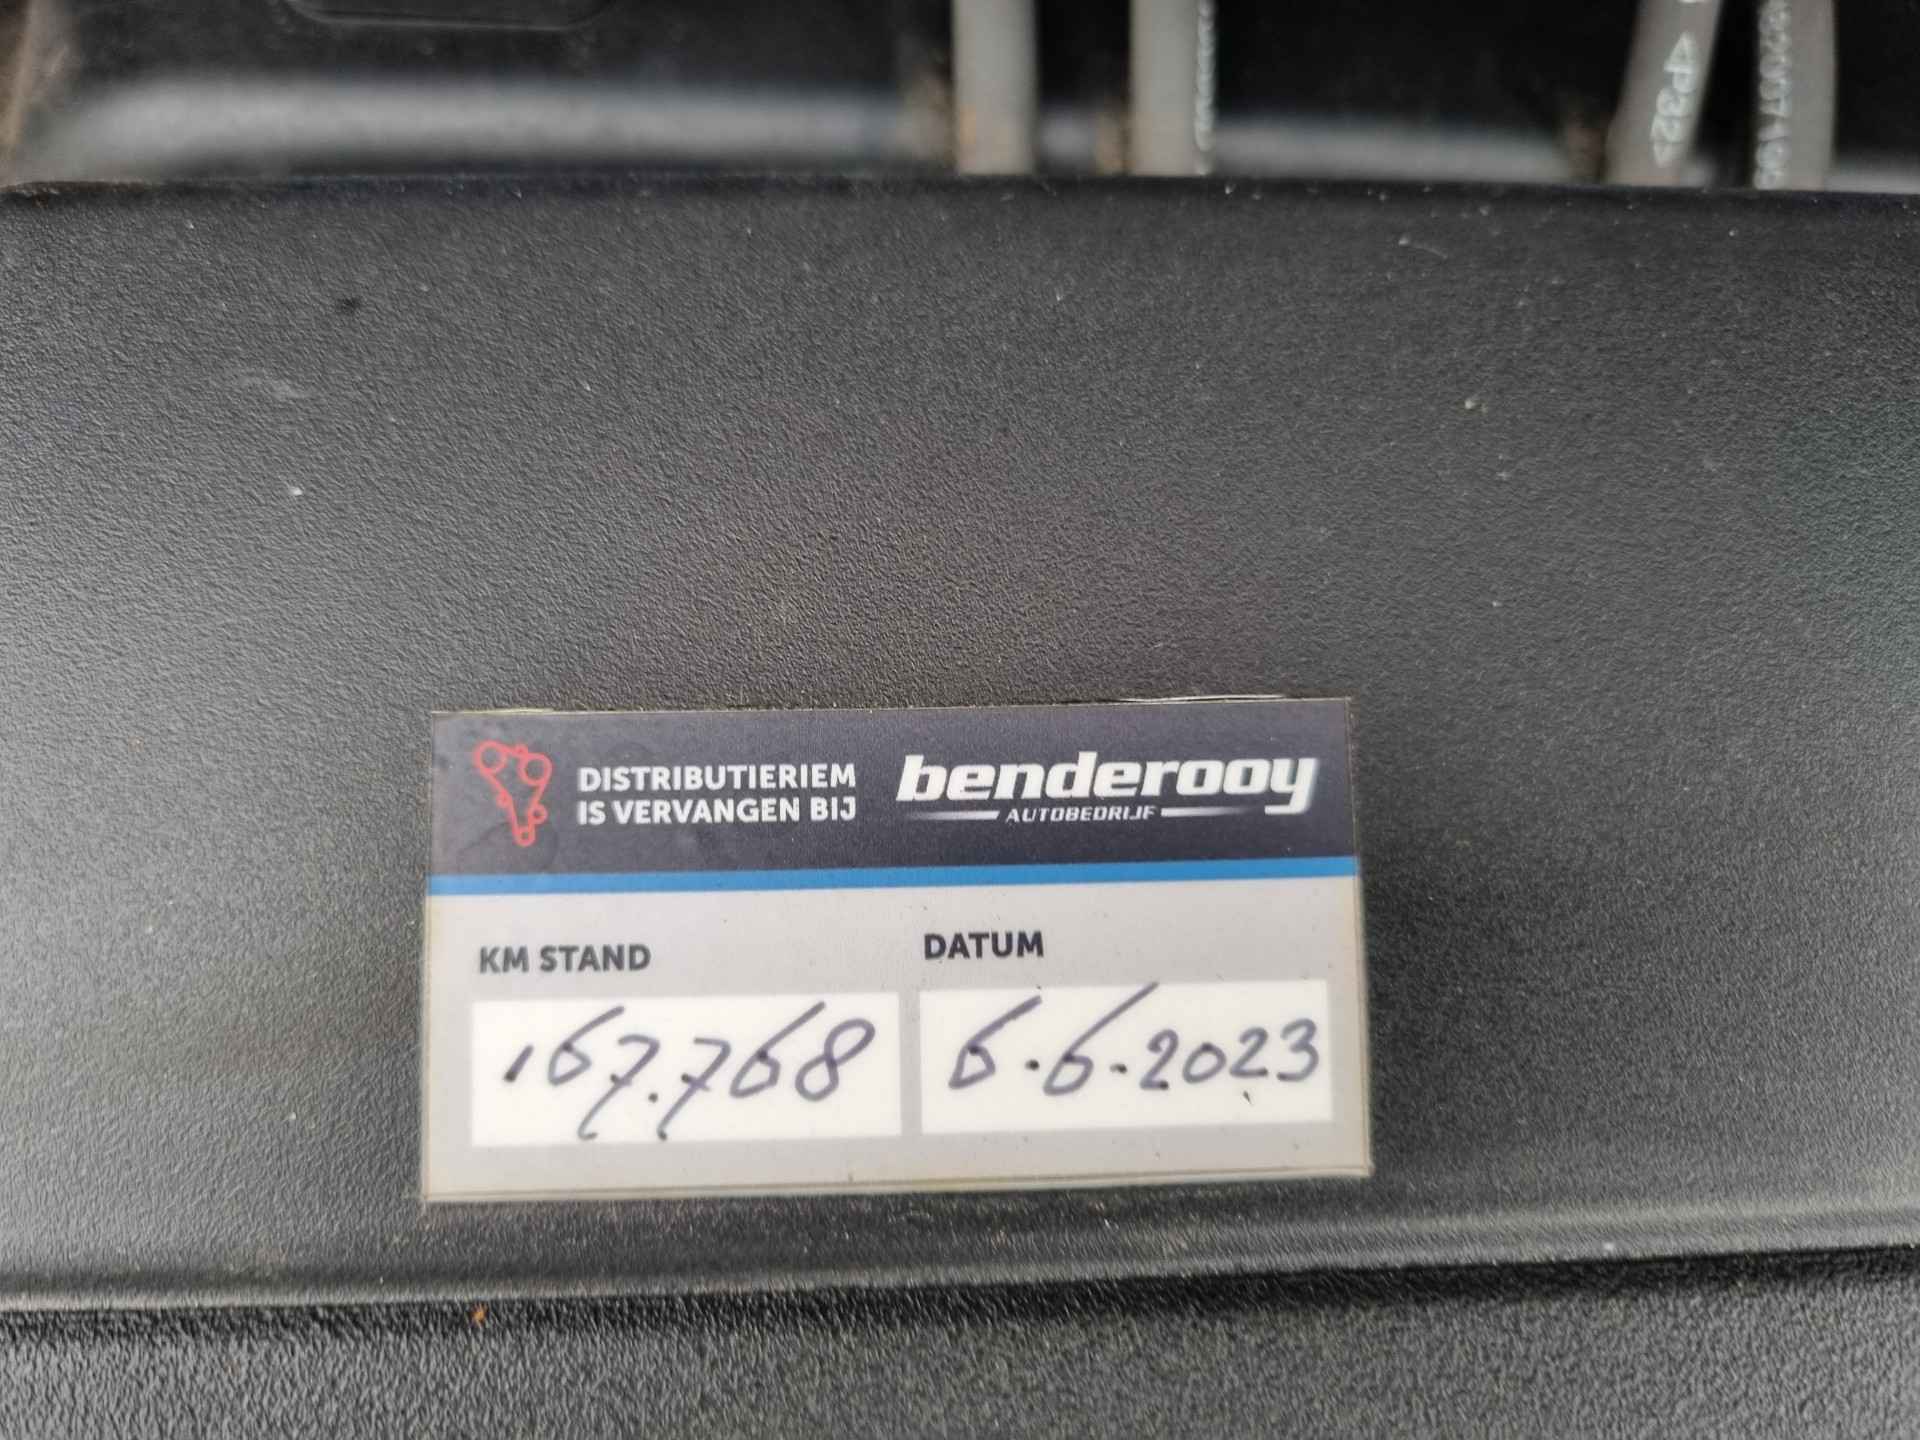 DISTRIBUTIERIEM
IS VERVANGEN BIJ
benderooy
AUTOBEDRIJF
KM STAND
DATUM
167.768
6.6.2023